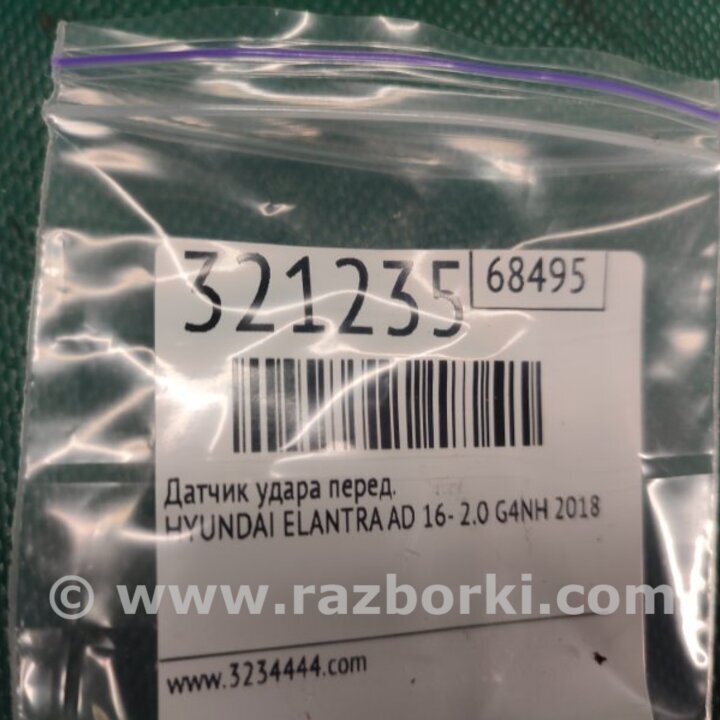 321235
68495
Датчик удара перед.
HYUNDAI ELANTRA AD 16- 2.0 G4NH 2018
© www.razborki.com
www.3234444.com